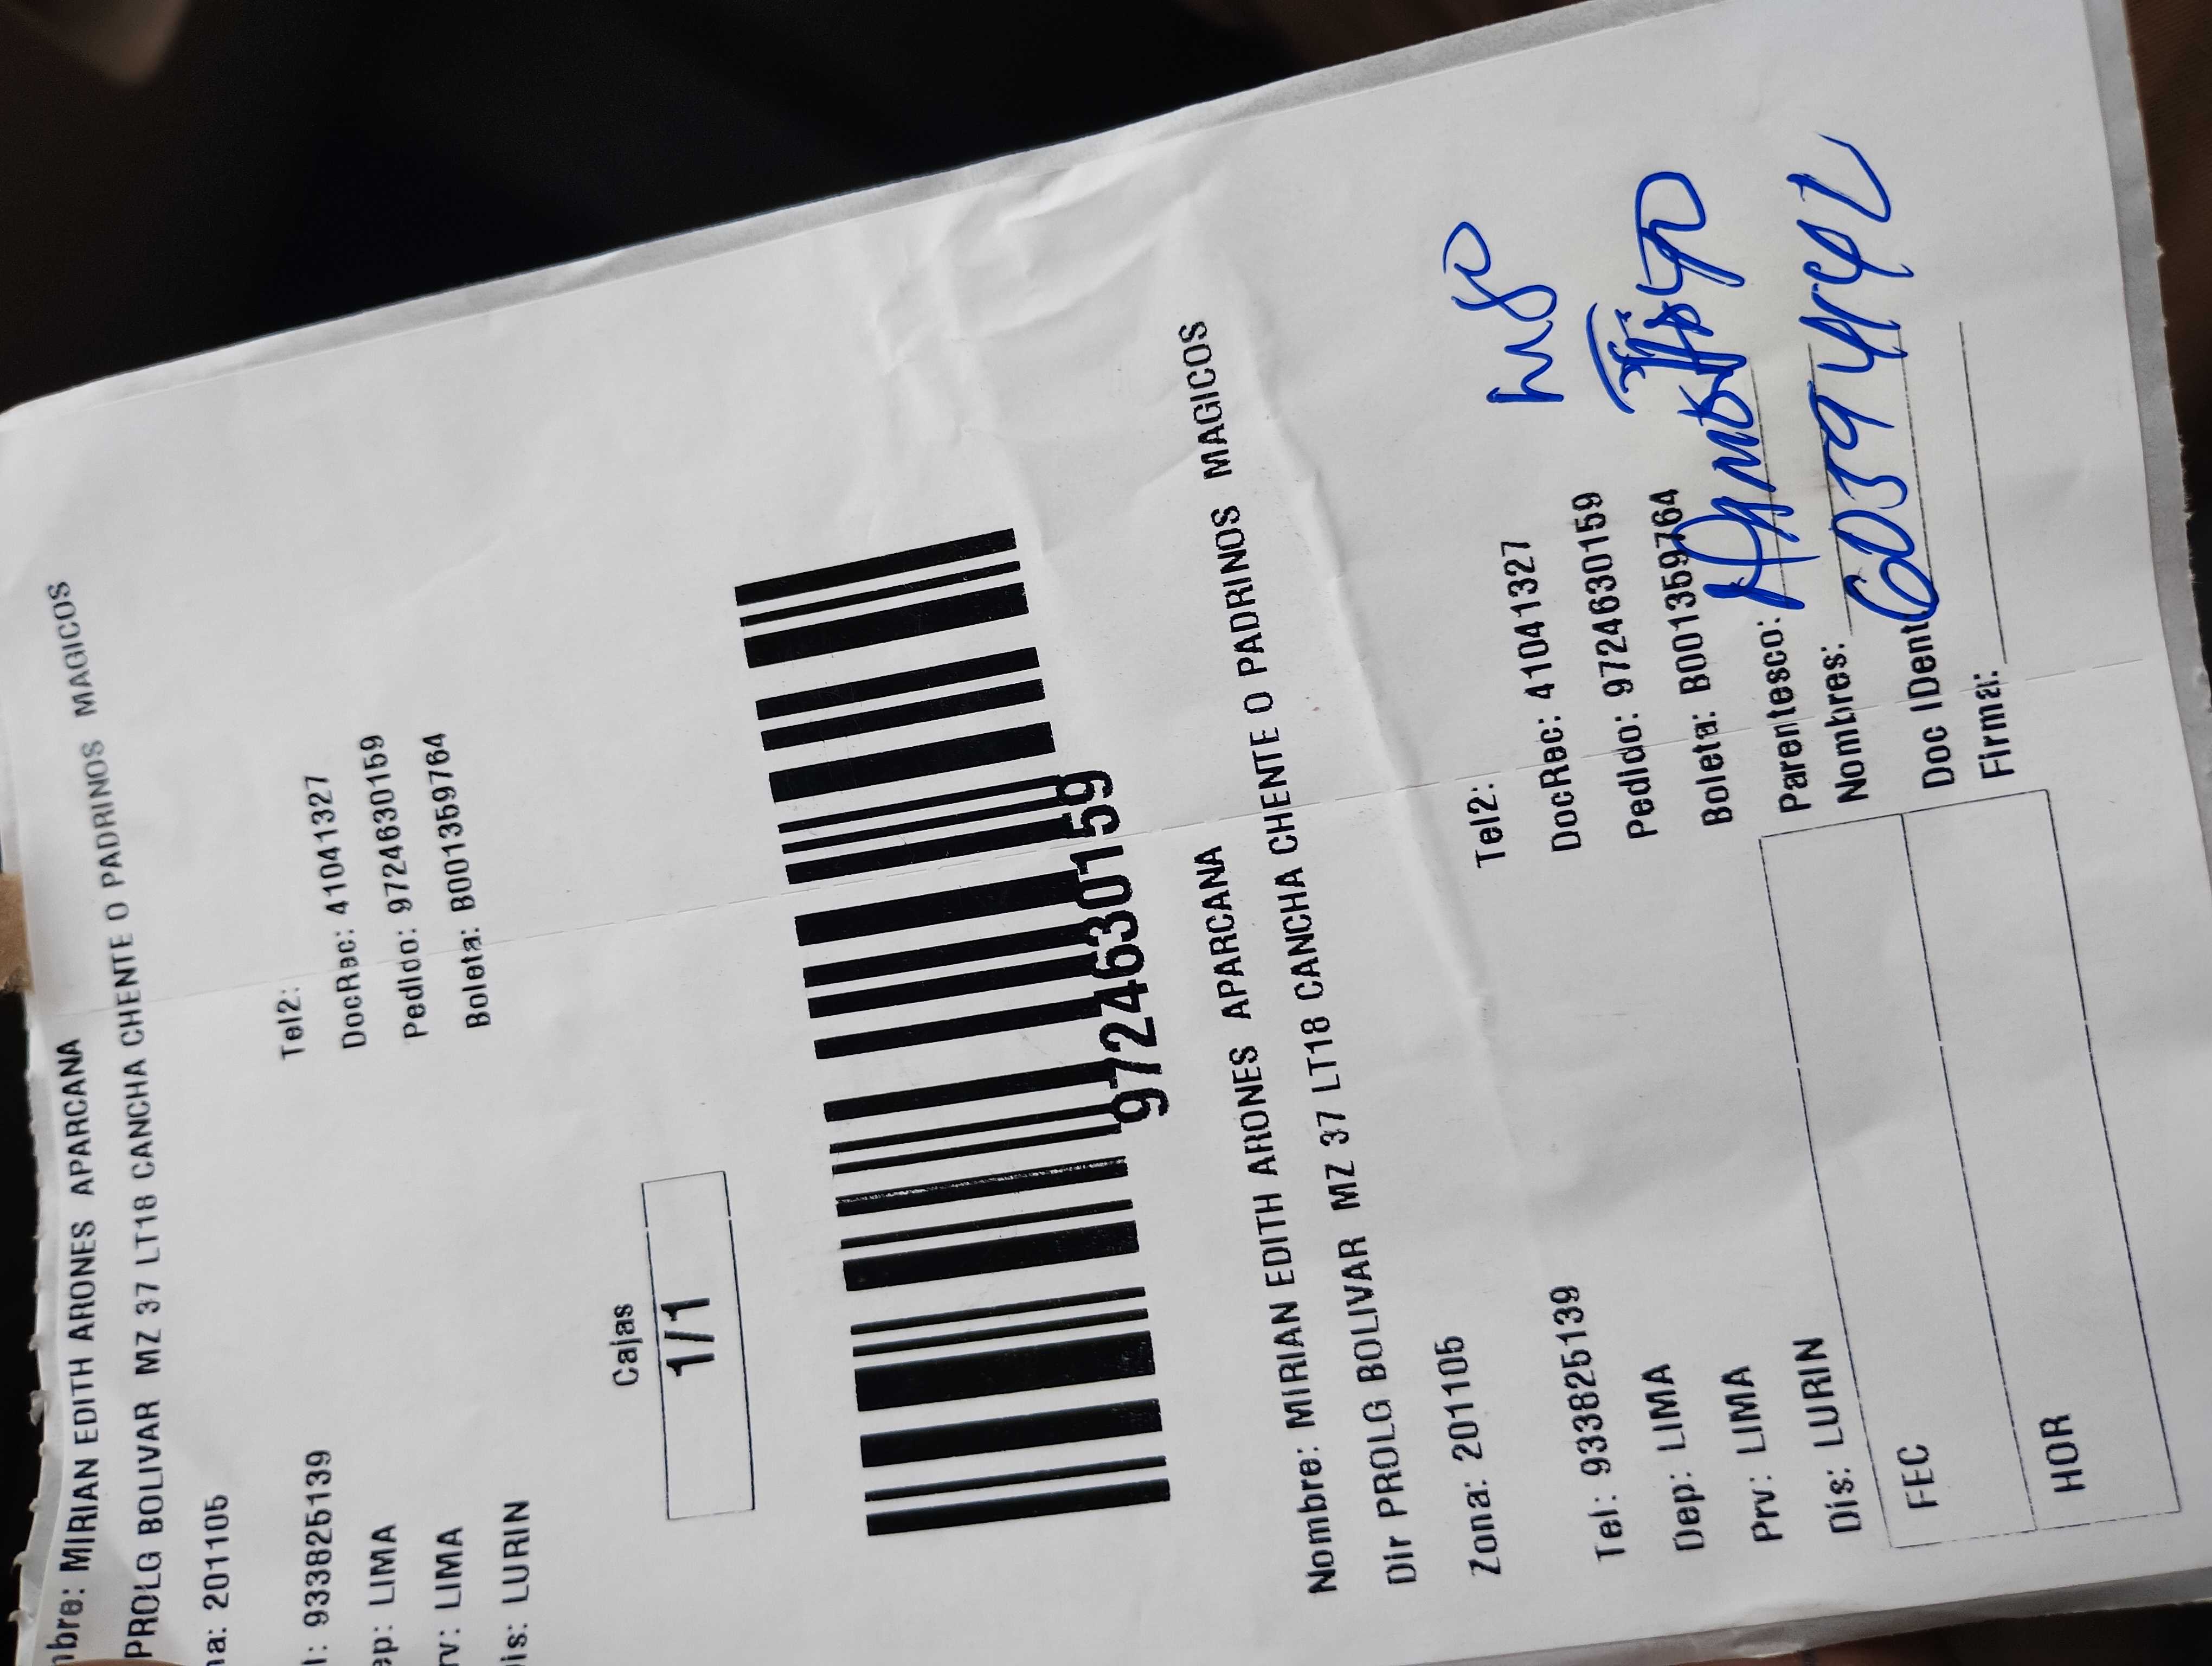 mbre: MIRIAN EDITH ARONES APARCANA
PROLG BOLIVAR MZ 37 LT18 CANCHA CHENTE O PADRINOS MAGICOS
na: 201105
l: 933825139 Tel2:
ep: LIMA DocRec: 41041327
rv: LIMA Pedido: 9724630159
is: LURIN Boleta: B001359764
Cajas
1/1
9724630159
Nombre: MIRIAN EDITH ARONES APARCANA
Dir PROLG BOLIVAR MZ 37 LT18 CANCHA CHENTE O PADRINOS MAGICOS
Zona: 201105
Tel: 933825139 Tel2:
Dep: LIMA DocRec: 41041327
Prv: LIMA Pedido: 9724630159
Dis: LURIN Boleta: B001359764
Parentesco:
Nombres:
FEC Doc IDent 60394442
Firma:
HOR